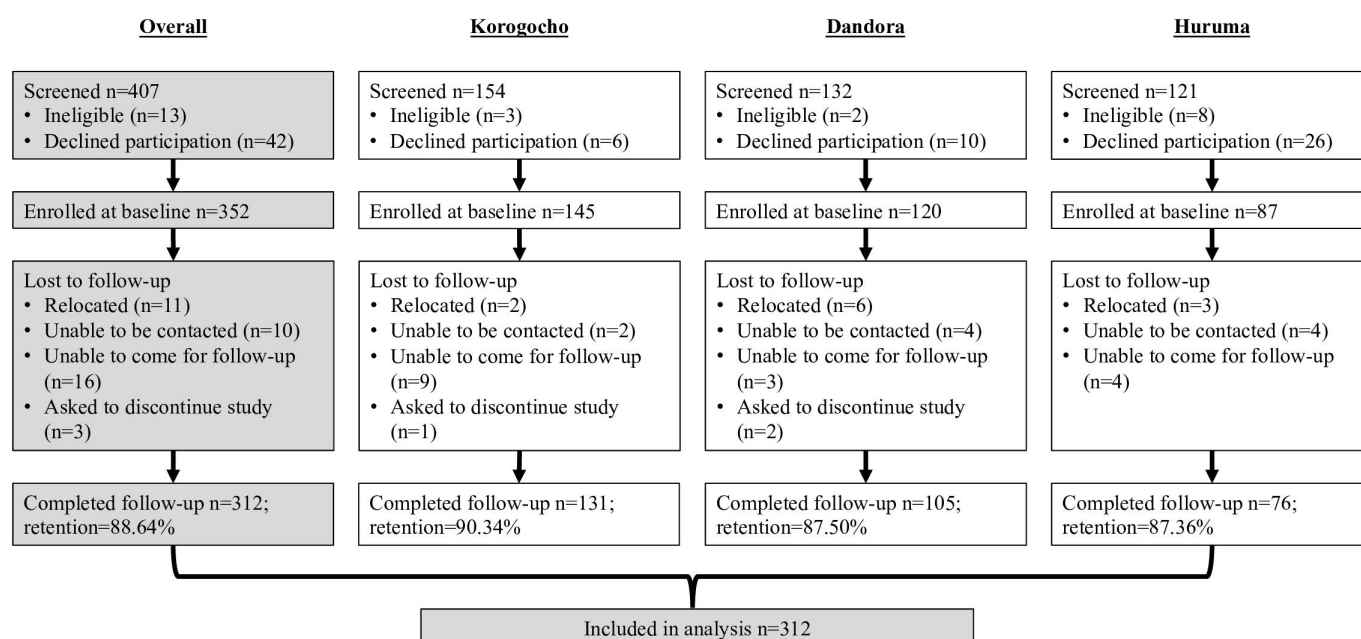 Overall
Screened n=407
• Ineligible (n=13)
• Declined participation (n=42)
Enrolled at baseline n=352
Lost to follow-up
• Relocated (n=11)
• Unable to be contacted (n=10)
• Unable to come for follow-up
(n=16)
• Asked to discontinue study
(n=3)
Completed follow-up n=312;
retention=88.64%
Korogocho
Screened n=154
• Ineligible (n=3)
• Declined participation (n=6)
Enrolled at baseline n=145
Lost to follow-up
• Relocated (n=2)
• Unable to be contacted (n=2)
• Unable to come for follow-up
(n=9)
• Asked to discontinue study
(n=1)
Completed follow-up n=131;
retention=90.34%
Dandora
Screened n=132
• Ineligible (n=2)
• Declined participation (n=10)
Enrolled at baseline n=120
Lost to follow-up
• Relocated (n=6)
• Unable to be contacted (n=4)
• Unable to come for follow-up
(n=3)
• Asked to discontinue study
(n=2)
Completed follow-up n=105;
retention=87.50%
Huruma
Screened n=121
• Ineligible (n=8)
• Declined participation (n=26)
Enrolled at baseline n=87
Lost to follow-up
• Relocated (n=3)
• Unable to be contacted (n=4)
• Unable to come for follow-up
(n=4)
Completed follow-up n=76;
retention=87.36%
Included in analysis n=312